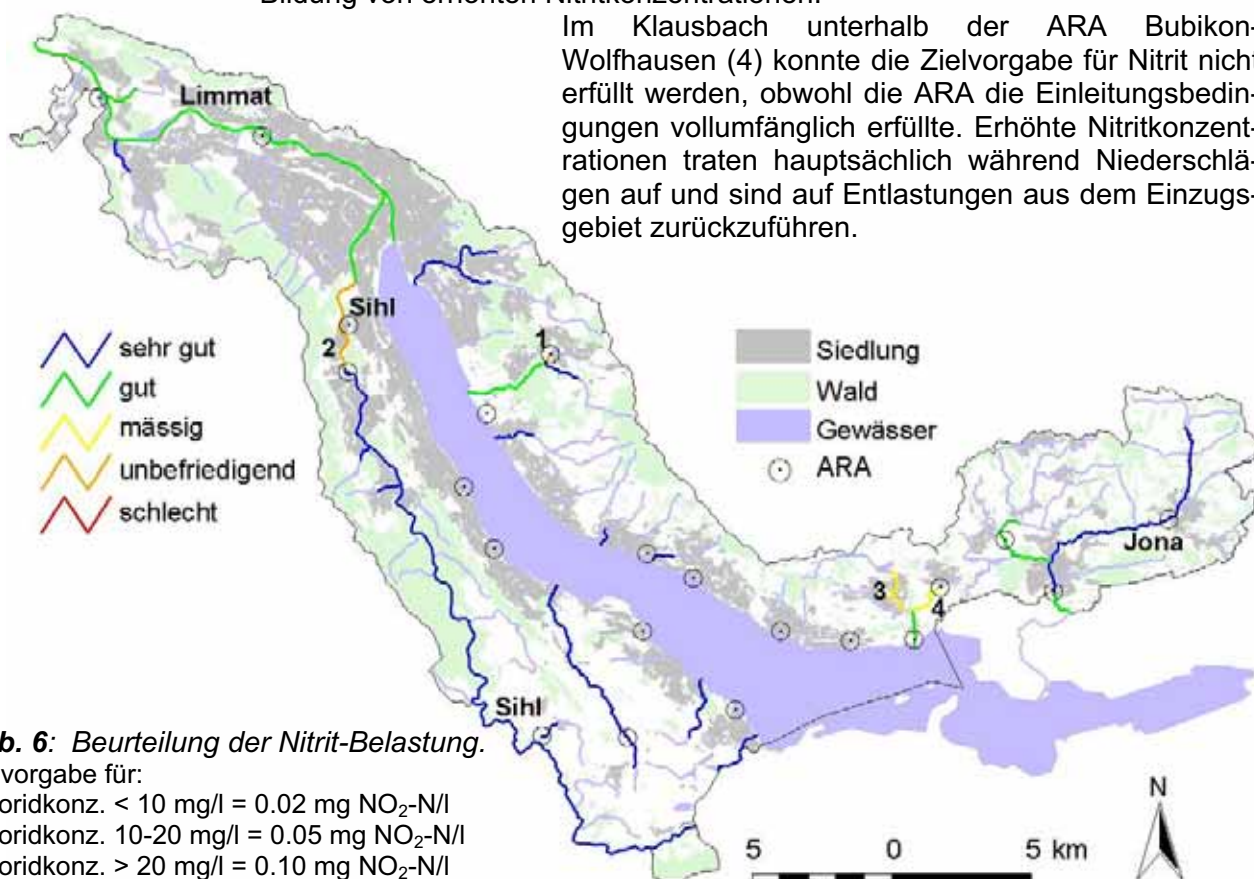 Bildung von erhöhten Nitritkonzentrationen.
Im Klausbach unterhalb der ARA Bubikon-
Wolfhausen (4) konnte die Zielvorgabe für Nitrit nicht
erfüllt werden, obwohl die ARA die Einleitungsbedin-
gungen vollumfänglich erfüllte. Erhöhte Nitritkonzent-
rationen traten hauptsächlich während Niederschlä-
gen auf und sind auf Entlastungen aus dem Einzugs-
gebiet zurückzuführen.
Limmat
Sihl
2
1
sehr gut
gut
mässig
unbefriedigend
schlecht
Siedlung
Wald
Gewässer
ARA
3
4
Jona
Sihl
b. 6: Beurteilung der Nitrit-Belastung.
vorgabe für:
oridkonz. < 10 mg/l = 0.02 mg NO₂-N/l
oridkonz. 10-20 mg/l = 0.05 mg NO₂-N/l
oridkonz. > 20 mg/l = 0.10 mg NO₂-N/l
5 0 5 km
N